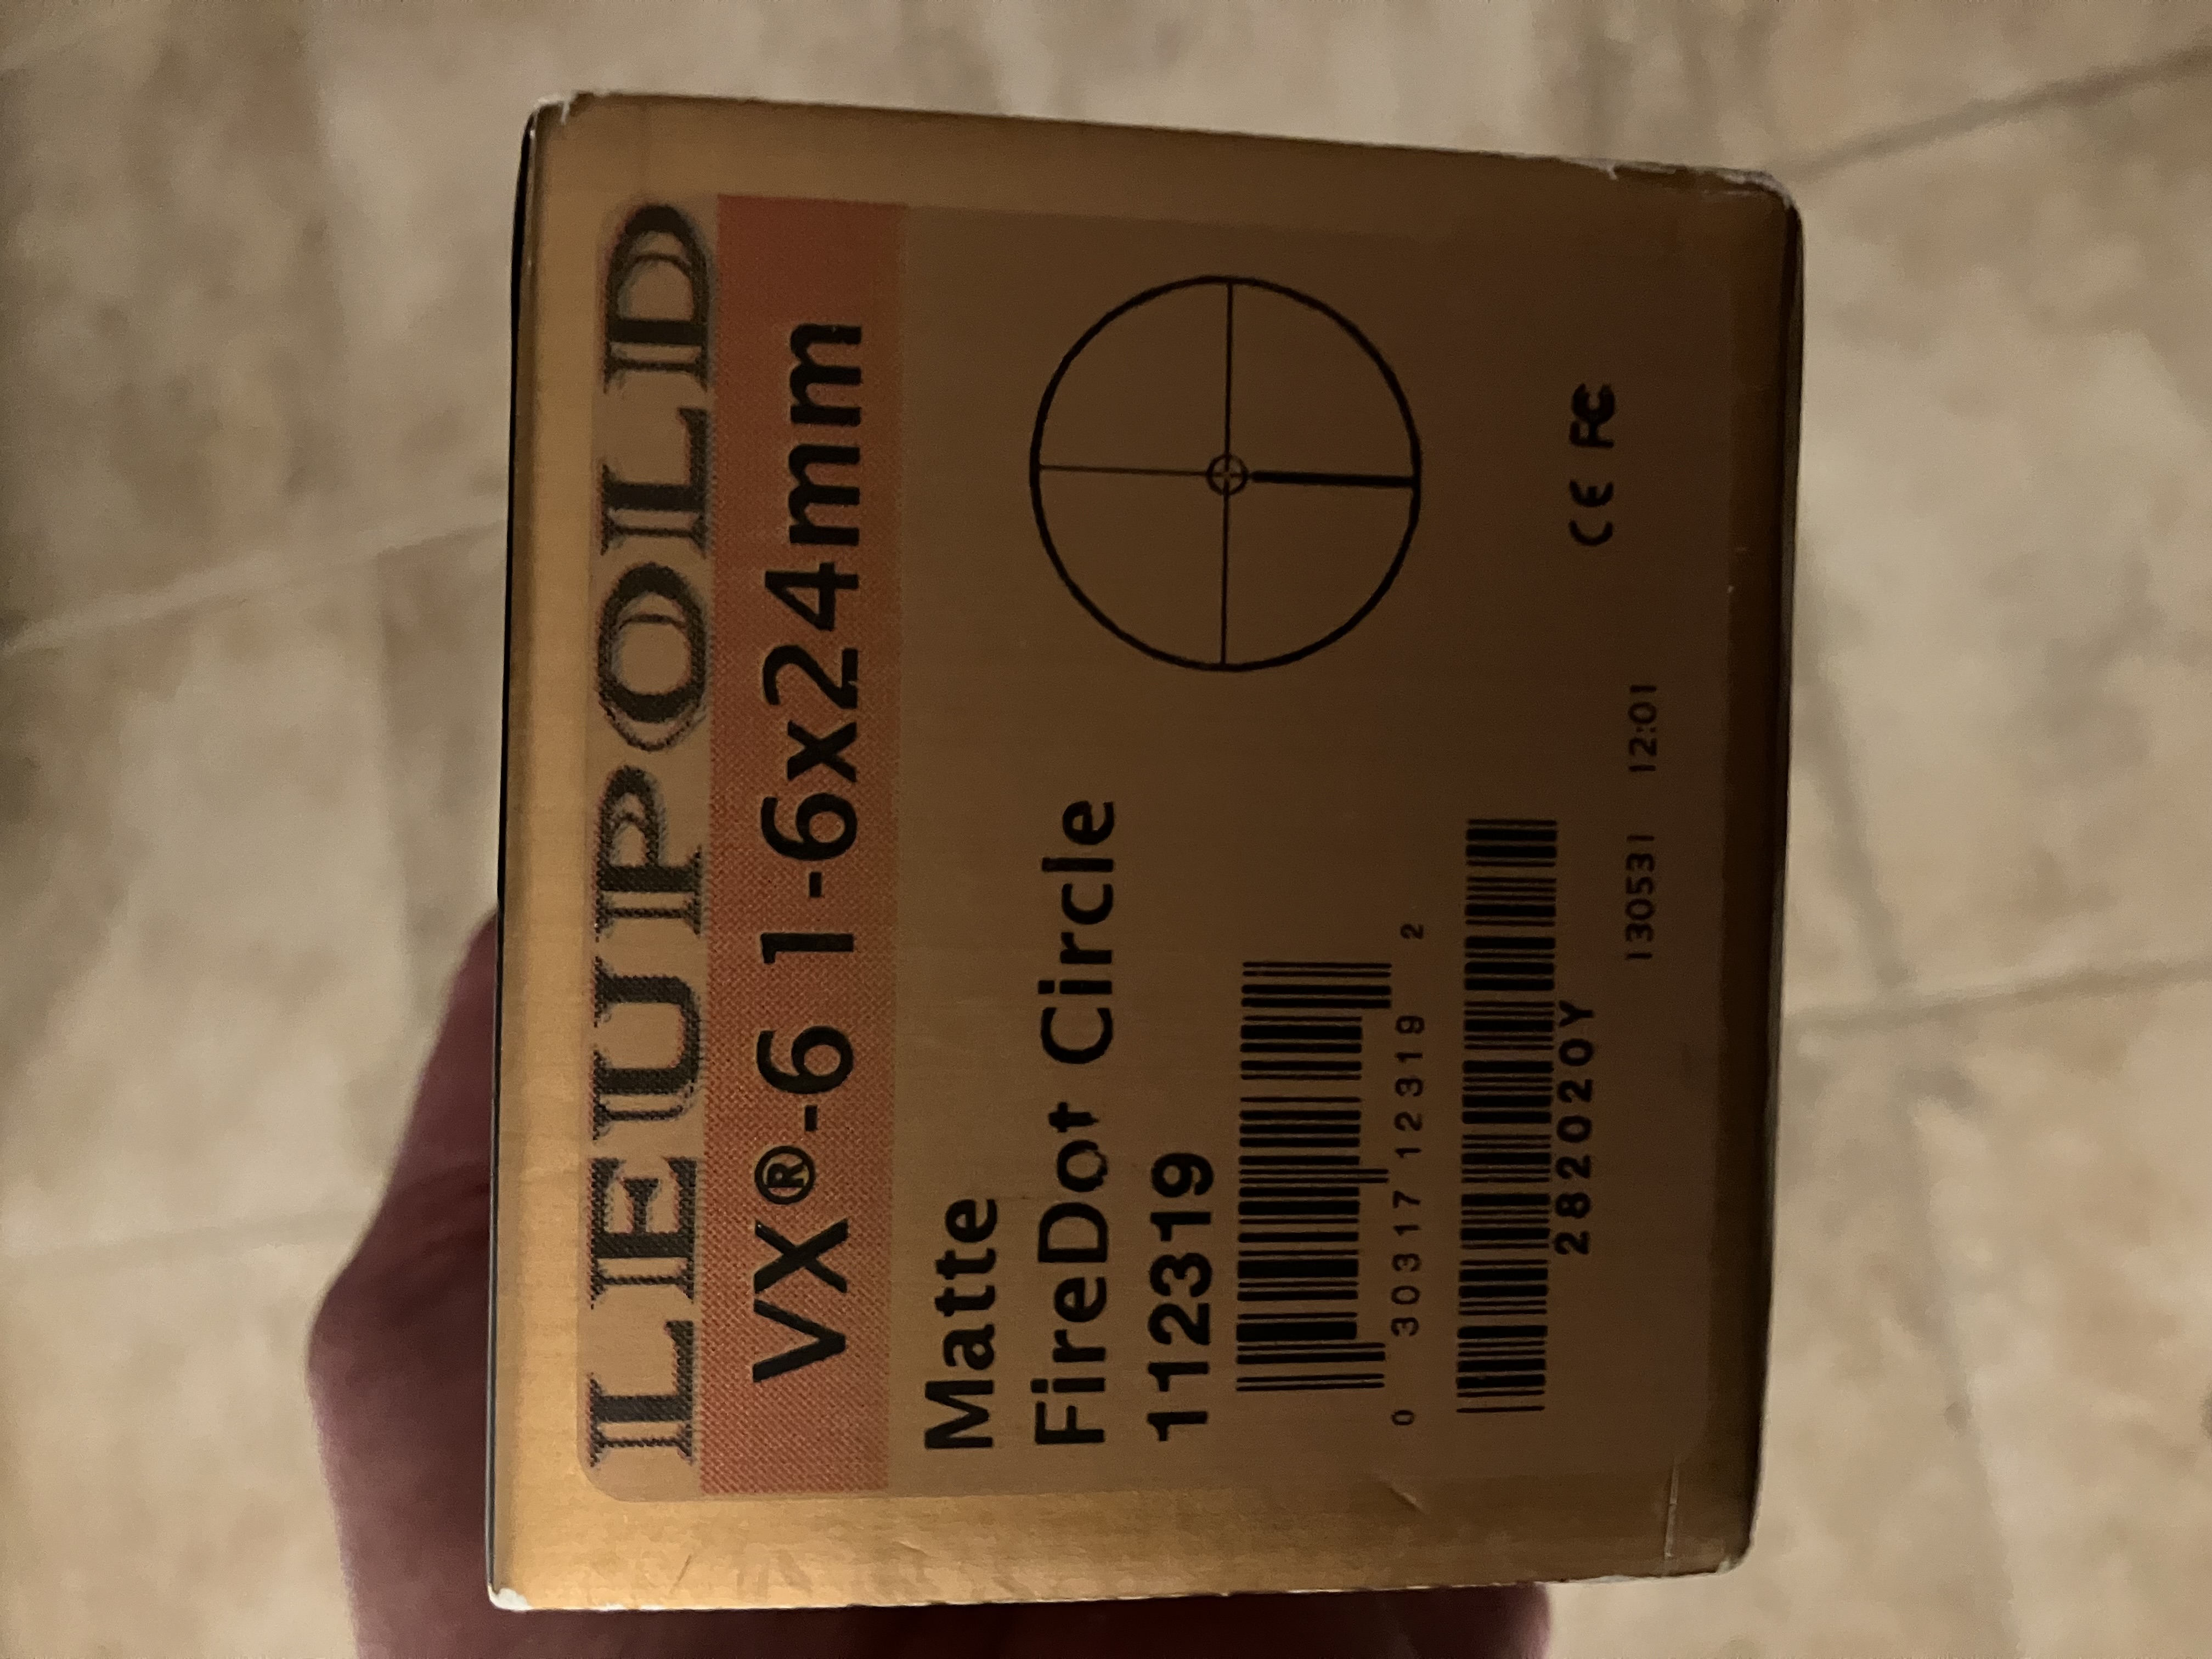 LEUPOLD
VX®-6 1-6x24mm
Matte
FireDot Circle
112319
0 30317 12319 2
282020Y
CE FC
130531 12:01